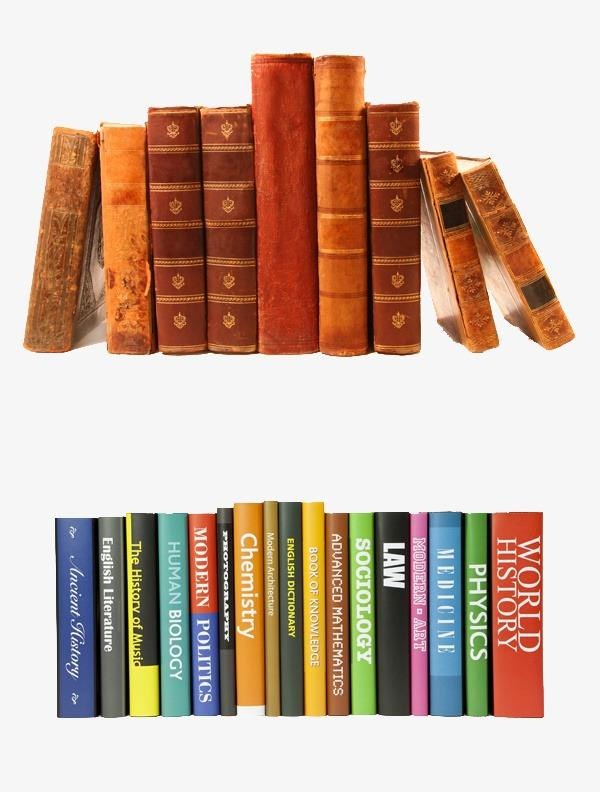 Ancient History
English Literature
The History of Music
HUMAN BIOLOGY
MODERN
POLITICS
PHOTOGRAPHY
Chemistry
Modern Architecture
ENGLISH DICTIONARY
BOOK OF KNOWLEDGE
ADVANCED MATHEMATICS
SOCIOLOGY
LAW
MODERN·ART
MEDICINE
PHYSICS
WORLD
HISTORY